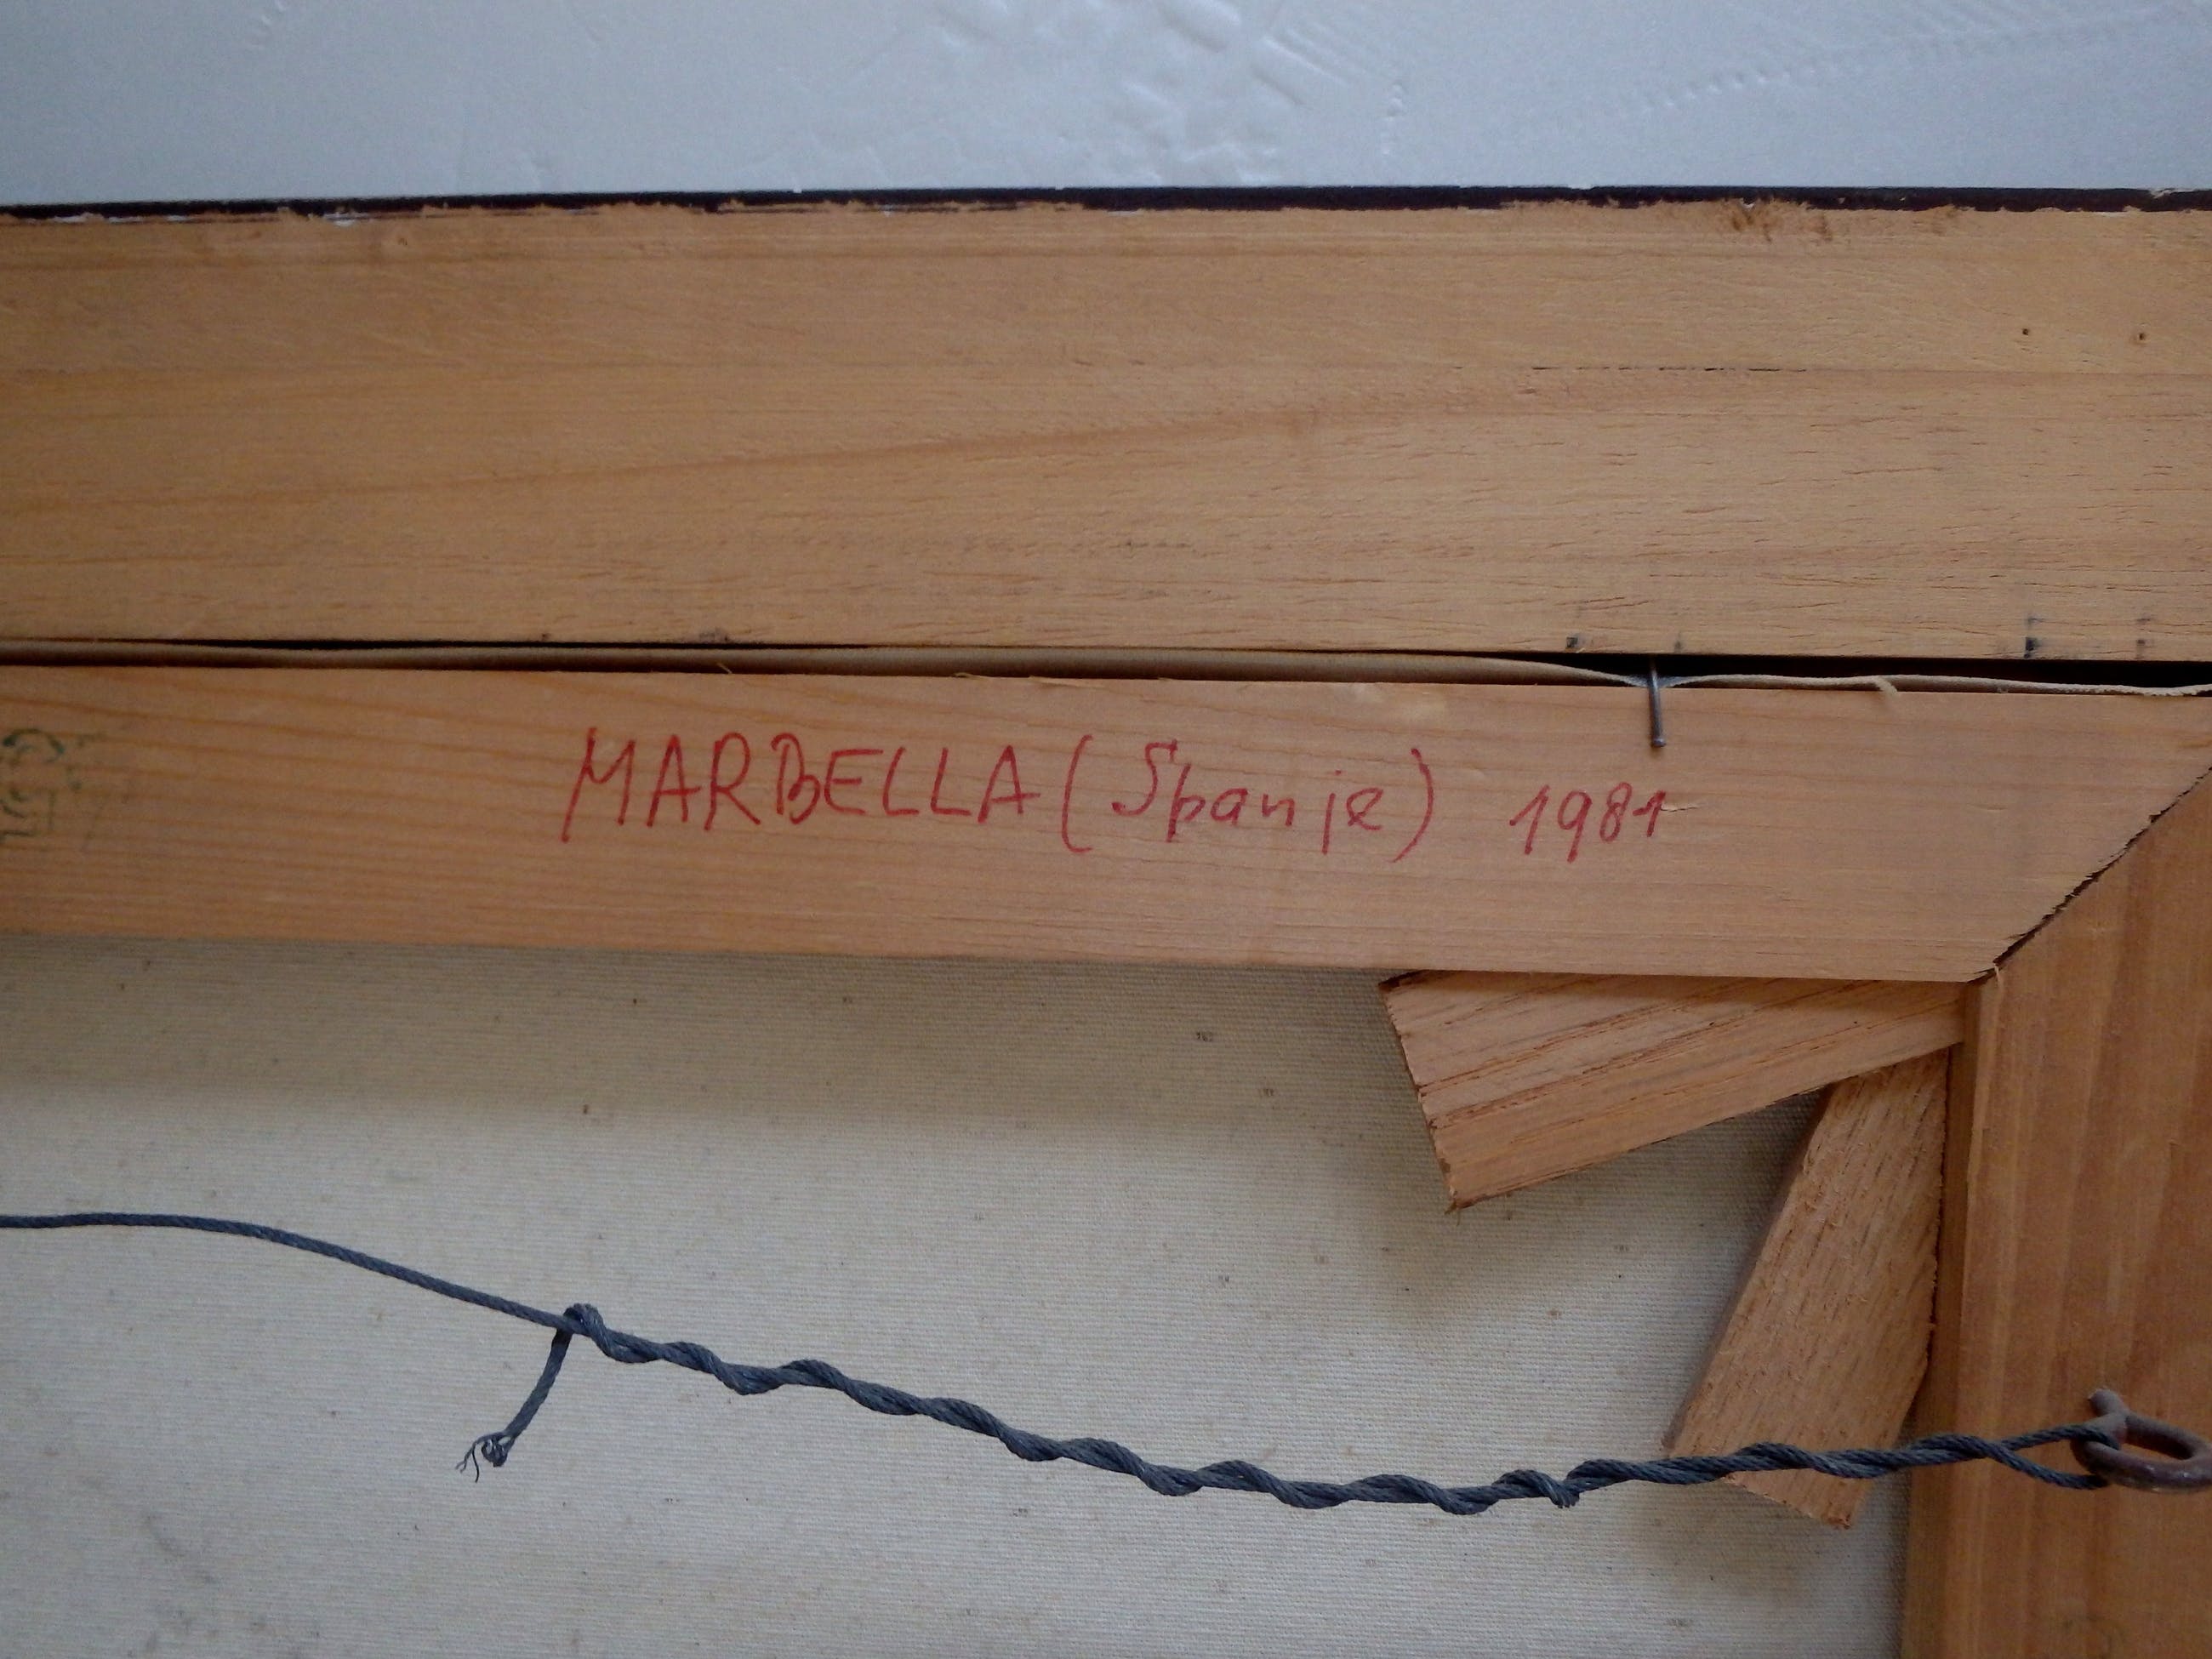 MARBELLA (Spanje) 1981